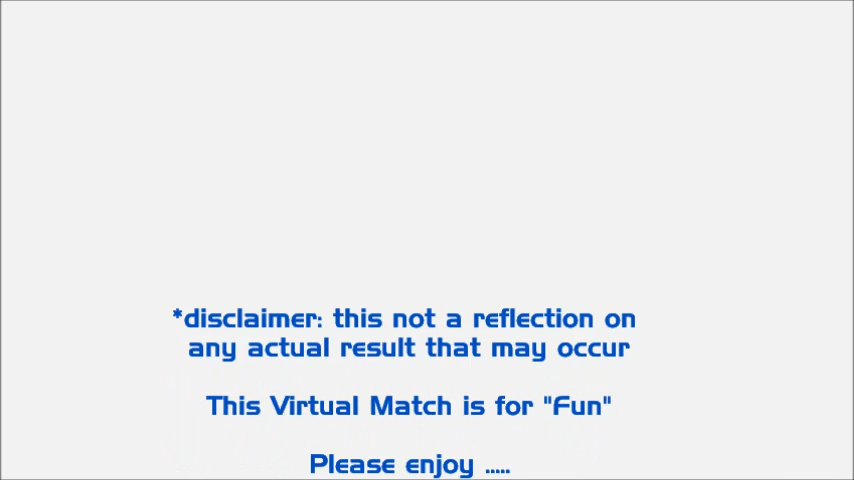 *disclaimer: this not a reflection on
any actual result that may occur
This Virtual Match is for "Fun"
Please enjoy .....